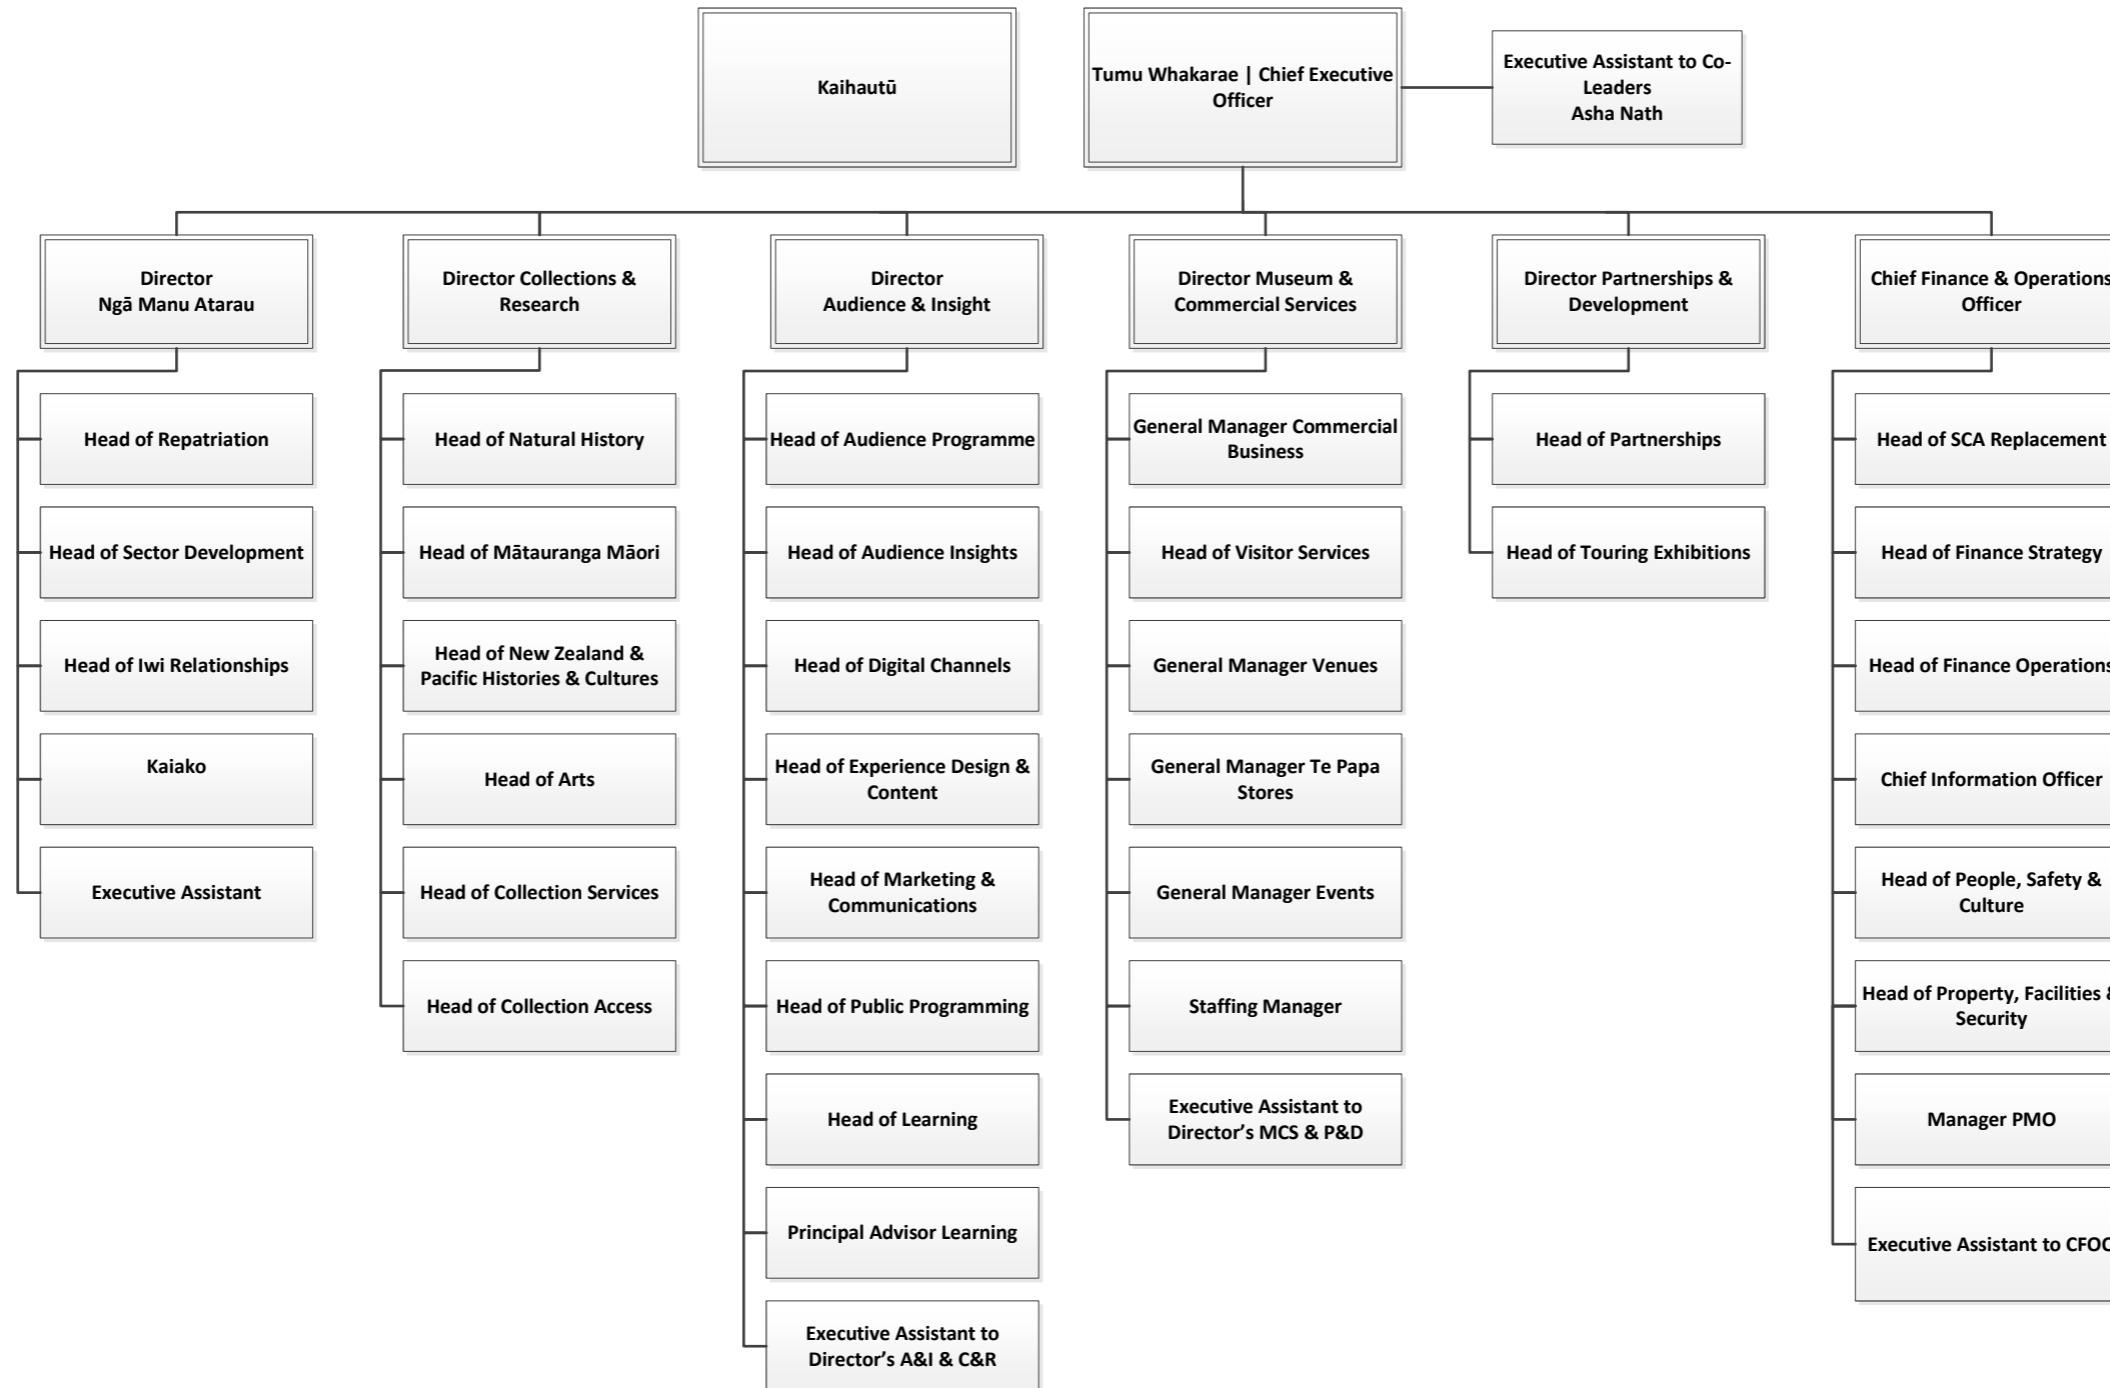 Kaihautū
Tumu Whakarae | Chief Executive
Officer
Executive Assistant to Co-
Leaders
Asha Nath
Director
Ngā Manu Atarau
Director Collections &
Research
Director
Audience & Insight
Director Museum &
Commercial Services
Director Partnerships &
Development
Chief Finance & Operations
Officer
Head of Repatriation
Head of Sector Development
Head of Iwi Relationships
Kaiako
Executive Assistant
Head of Natural History
Head of Mātauranga Māori
Head of New Zealand &
Pacific Histories & Cultures
Head of Arts
Head of Collection Services
Head of Collection Access
Head of Audience Programme
Head of Audience Insights
Head of Digital Channels
Head of Experience Design &
Content
Head of Marketing &
Communications
Head of Public Programming
Head of Learning
Principal Advisor Learning
Executive Assistant to
Director’s A&I & C&R
General Manager Commercial
Business
Head of Visitor Services
General Manager Venues
General Manager Te Papa
Stores
General Manager Events
Staffing Manager
Executive Assistant to
Director’s MCS & P&D
Head of Partnerships
Head of Touring Exhibitions
Head of SCA Replacement
Head of Finance Strategy
Head of Finance Operations
Chief Information Officer
Head of People, Safety &
Culture
Head of Property, Facilities &
Security
Manager PMO
Executive Assistant to CFOO